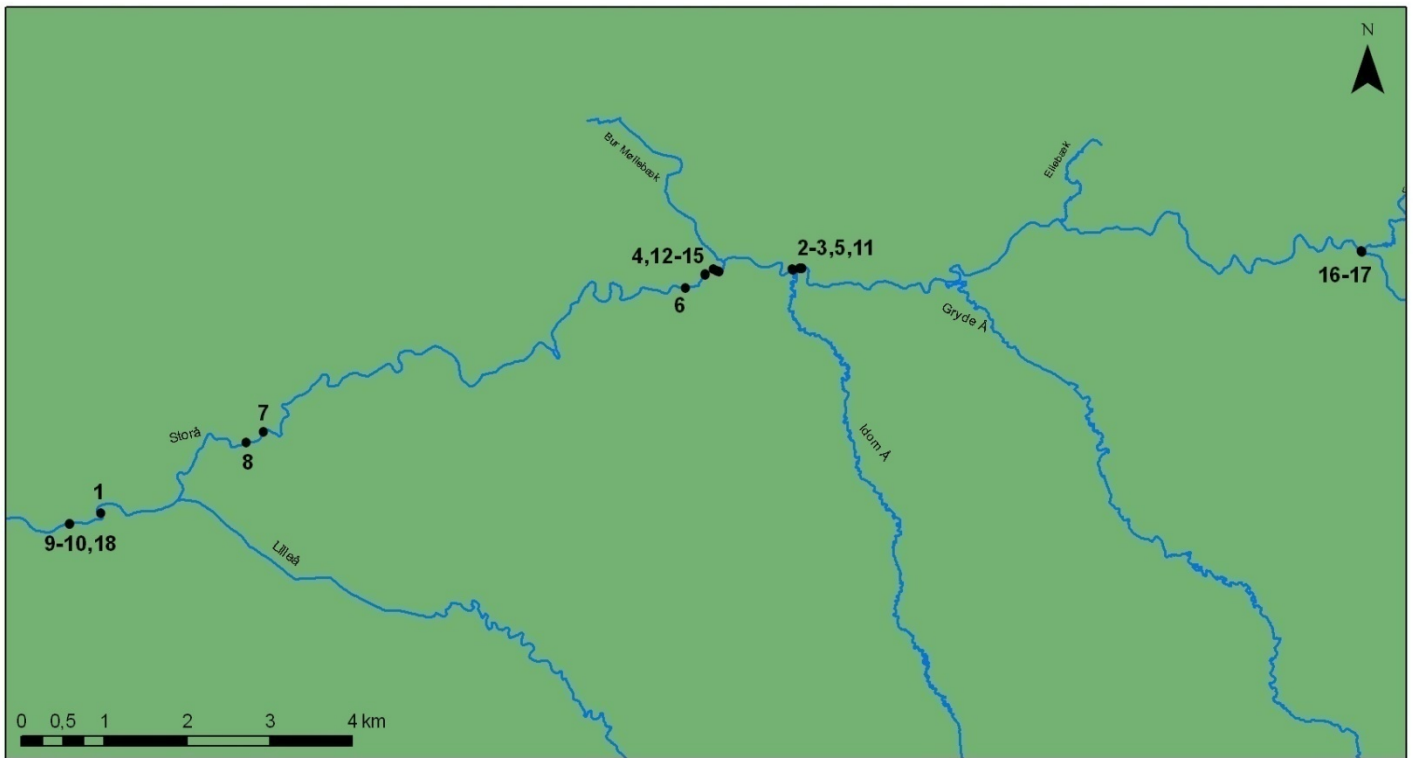 N
Bur Møllebæk
Ellebæk
4,12-15
2-3,5,11
16-17
6
Gryde Å
7
Storå
8
Idom Å
1
9-10,18
Lilleå
0 0,5 1 2 3 4 km